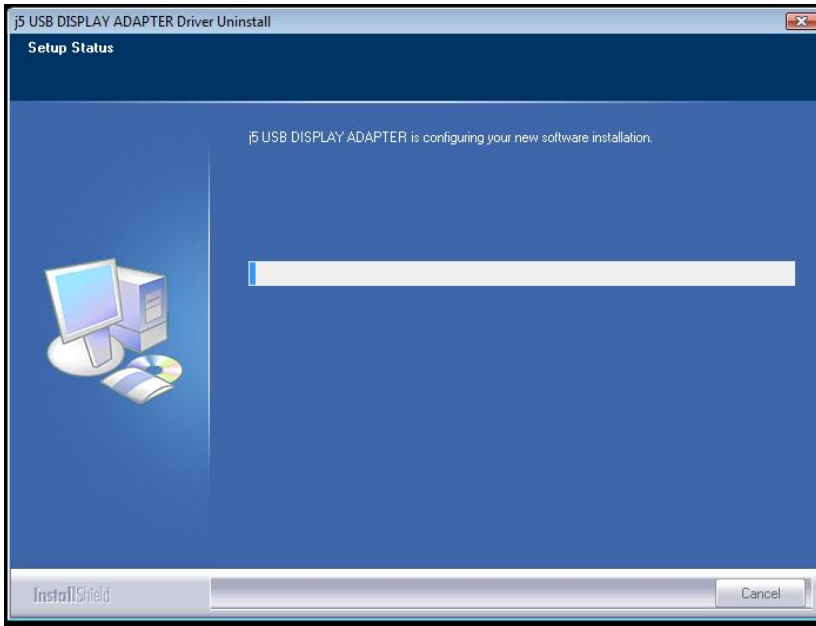 j5 USB DISPLAY ADAPTER Driver Uninstall
Setup Status
j5 USB DISPLAY ADAPTER is configuring your new software installation.
InstallShield
Cancel